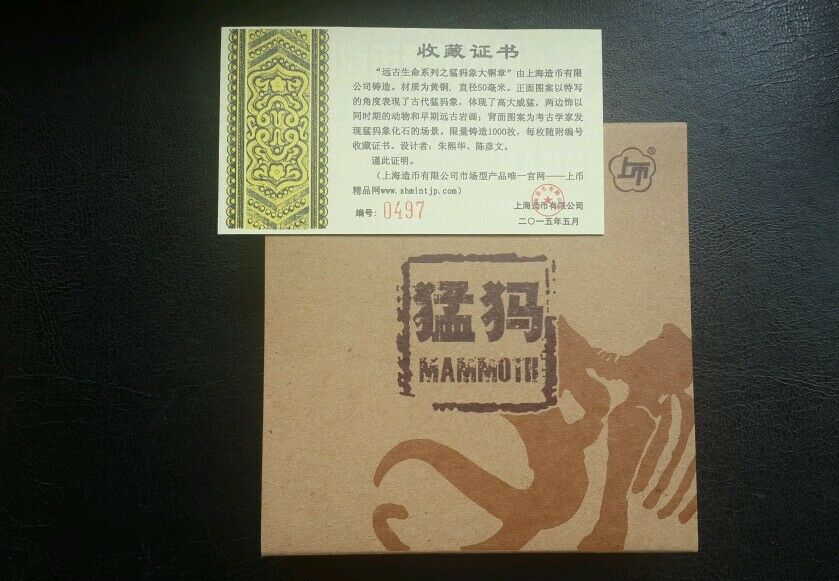 收藏证书
“远古生命系列之猛犸象大铜章”由上海造币有限
公司铸造。材质为黄铜，直径50毫米。正面图案以特写
的角度表现了古代猛犸象，体现了高大威猛，两边饰以
同时期的动物和早期远古岩画；背面图案为考古学家发
现猛犸象化石的场景。限量铸造1000枚，每枚随附编号
收藏证书。设计者：朱熙华、陈彦文。
谨此证明。
（上海造币有限公司市场型产品唯一官网——上币
精品网www.shmintjp.com）
编号：0497
上海造币有限公司
二〇一五年五月
上币®
猛犸
MAMMOTH